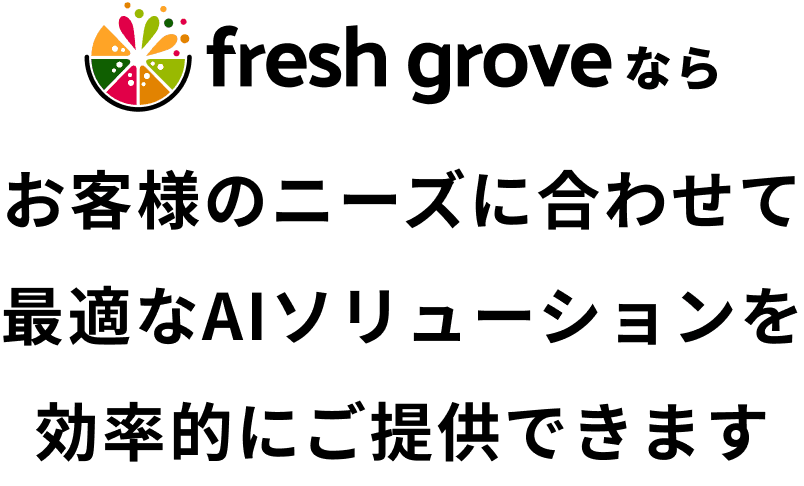 fresh grove なら
お客様のニーズに合わせて
最適なAIソリューションを
効率的にご提供できます